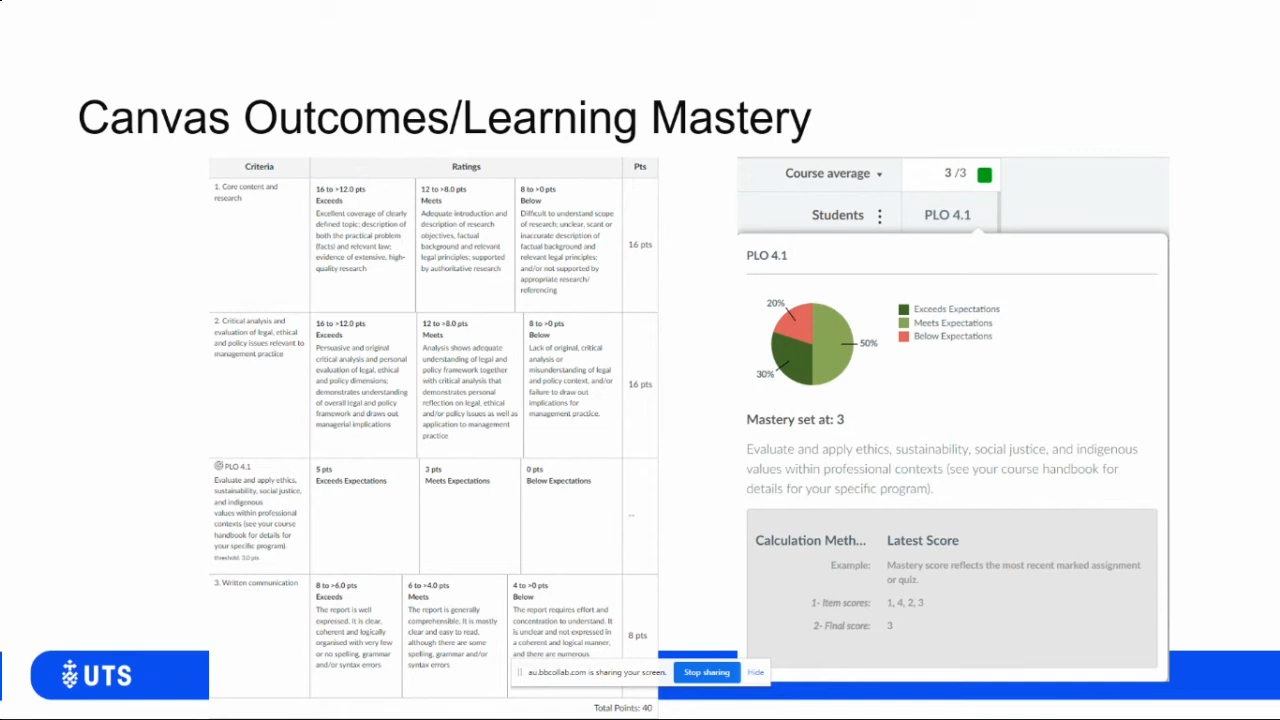 Canvas Outcomes/Learning Mastery
Criteria
Ratings
Pts
1. Core content and
research
16 to >12.0 pts
Exceeds
Excellent coverage of clearly
defined topic; description of
both the practical problem
(facts) and relevant law;
evidence of extensive, high-
quality research
12 to >8.0 pts
Meets
Adequate introduction and
description of research
objectives, factual
background and relevant
legal principles; supported
by authoritative research
8 to >0 pts
Below
Difficult to understand scope
of research; unclear, scant or
inaccurate description of
factual background and
relevant legal principles;
and/or not supported by
appropriate research/
referencing
16 pts
2. Critical analysis and
evaluation of legal, ethical
and policy issues relevant to
management practice
16 to >12.0 pts
Exceeds
Persuasive and original
critical analysis and personal
evaluation of legal, ethical
and policy dimensions;
demonstrates understanding
of overall legal and policy
framework and draws out
managerial implications
12 to >8.0 pts
Meets
Analysis shows adequate
understanding of legal and
policy framework together
with critical analysis that
demonstrates personal
reflection on legal, ethical
and/or policy issues as well as
application to management
practice
8 to >0 pts
Below
Lack of original, critical
analysis or
misunderstanding of legal
and policy context, and/or
failure to draw out
implications for
management practice.
16 pts
PLO 4.1
Evaluate and apply ethics,
sustainability, social justice,
and indigenous
values within professional
contexts (see your course
handbook for details for
your specific program).
threshold: 3.0 pts
5 pts
Exceeds Expectations
3 pts
Meets Expectations
0 pts
Below Expectations
--
3. Written communication
8 to >6.0 pts
Exceeds
The report is well
expressed. It is clear,
coherent and logically
organised with very few
or no spelling, grammar
and/or syntax errors
6 to >4.0 pts
Meets
The report is generally
comprehensible. It is mostly
clear and easy to read,
although there are some
spelling, grammar and/or
syntax errors
4 to >0 pts
Below
The report requires effort and
concentration to understand. It
is unclear and not expressed in
a coherent and logical manner,
and there are numerous
8 pts
Total Points: 40
Course average
3 /3
Students
PLO 4.1
PLO 4.1
20%
50%
30%
Exceeds Expectations
Meets Expectations
Below Expectations
Mastery set at: 3
Evaluate and apply ethics, sustainability, social justice, and indigenous
values within professional contexts (see your course handbook for
details for your specific program).
Calculation Meth... Latest Score
Example: Mastery score reflects the most recent marked assignment
or quiz.
1- Item scores: 1, 4, 2, 3
2- Final score: 3
au.bbcollab.com is sharing your screen. Stop sharing Hide
UTS